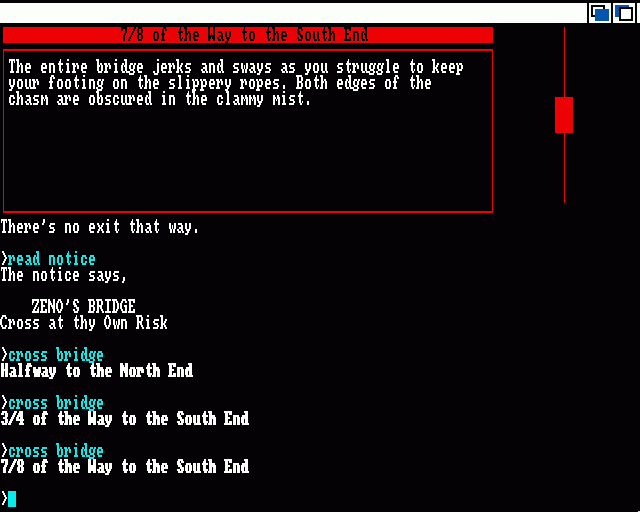 7/8 of the Way to the South End
The entire bridge jerks and sways as you struggle to keep
your footing on the slippery ropes. Both edges of the
chasm are obscured in the clammy mist.
There's no exit that way.
>read notice
The notice says,
ZENO'S BRIDGE
Cross at thy Own Risk
>cross bridge
Halfway to the North End
>cross bridge
3/4 of the Way to the South End
>cross bridge
7/8 of the Way to the South End
>